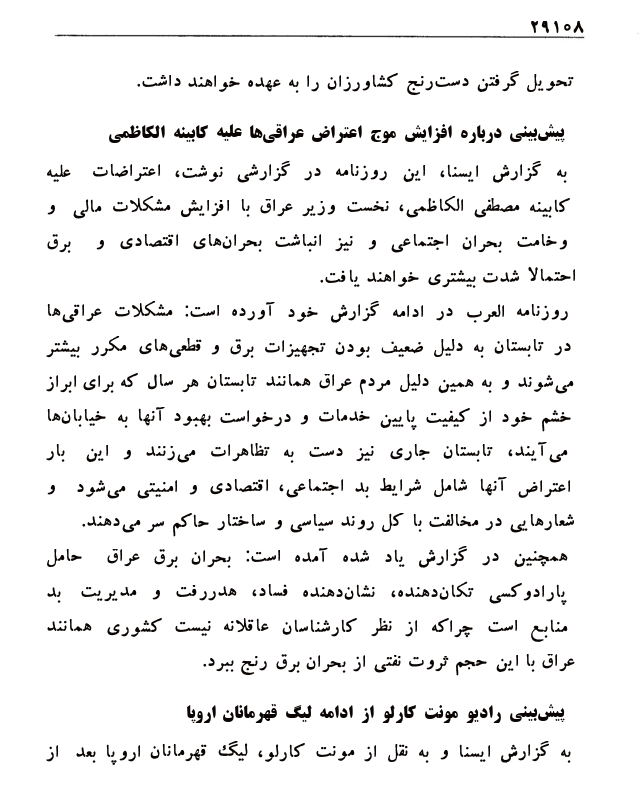 ۲۹۱۰۸
تحویل گرفتن دست‌رنج کشاورزان را به عهده خواهند داشت.
پیش‌بینی درباره افزایش موج اعتراض عراقی‌ها علیه کابینه الکاظمی
به گزارش ایسنا، این روزنامه در گزارشی نوشت، اعتراضات علیه
کابینه مصطفی الکاظمی، نخست وزیر عراق با افزایش مشکلات مالی و
وخامت بحران اجتماعی و نیز انباشت بحران‌های اقتصادی و برق
احتمالا شدت بیشتری خواهند یافت.
روزنامه العرب در ادامه گزارش خود آورده است: مشکلات عراقی‌ها
در تابستان به دلیل ضعیف بودن تجهیزات برق و قطعی‌های مکرر بیشتر
می‌شوند و به همین دلیل مردم عراق همانند تابستان هر سال که برای ابراز
خشم خود از کیفیت پایین خدمات و درخواست بهبود آنها به خیابان‌ها
می‌آیند، تابستان جاری نیز دست به تظاهرات می‌زنند و این بار
اعتراض آنها شامل شرایط بد اجتماعی، اقتصادی و امنیتی می‌شود و
شعارهایی در مخالفت با کل روند سیاسی و ساختار حاکم سر می‌دهند.
همچنین در گزارش یاد شده آمده است: بحران برق عراق حامل
پارادوکسی تکان‌دهنده، نشان‌دهنده فساد، هدررفت و مدیریت بد
منابع است چراکه از نظر کارشناسان عاقلانه نیست کشوری همانند
عراق با این حجم ثروت نفتی از بحران برق رنج ببرد.
پیش‌بینی رادیو مونت کارلو از ادامه لیگ قهرمانان اروپا
به گزارش ایسنا و به نقل از مونت کارلو، لیگ قهرمانان اروپا بعد از